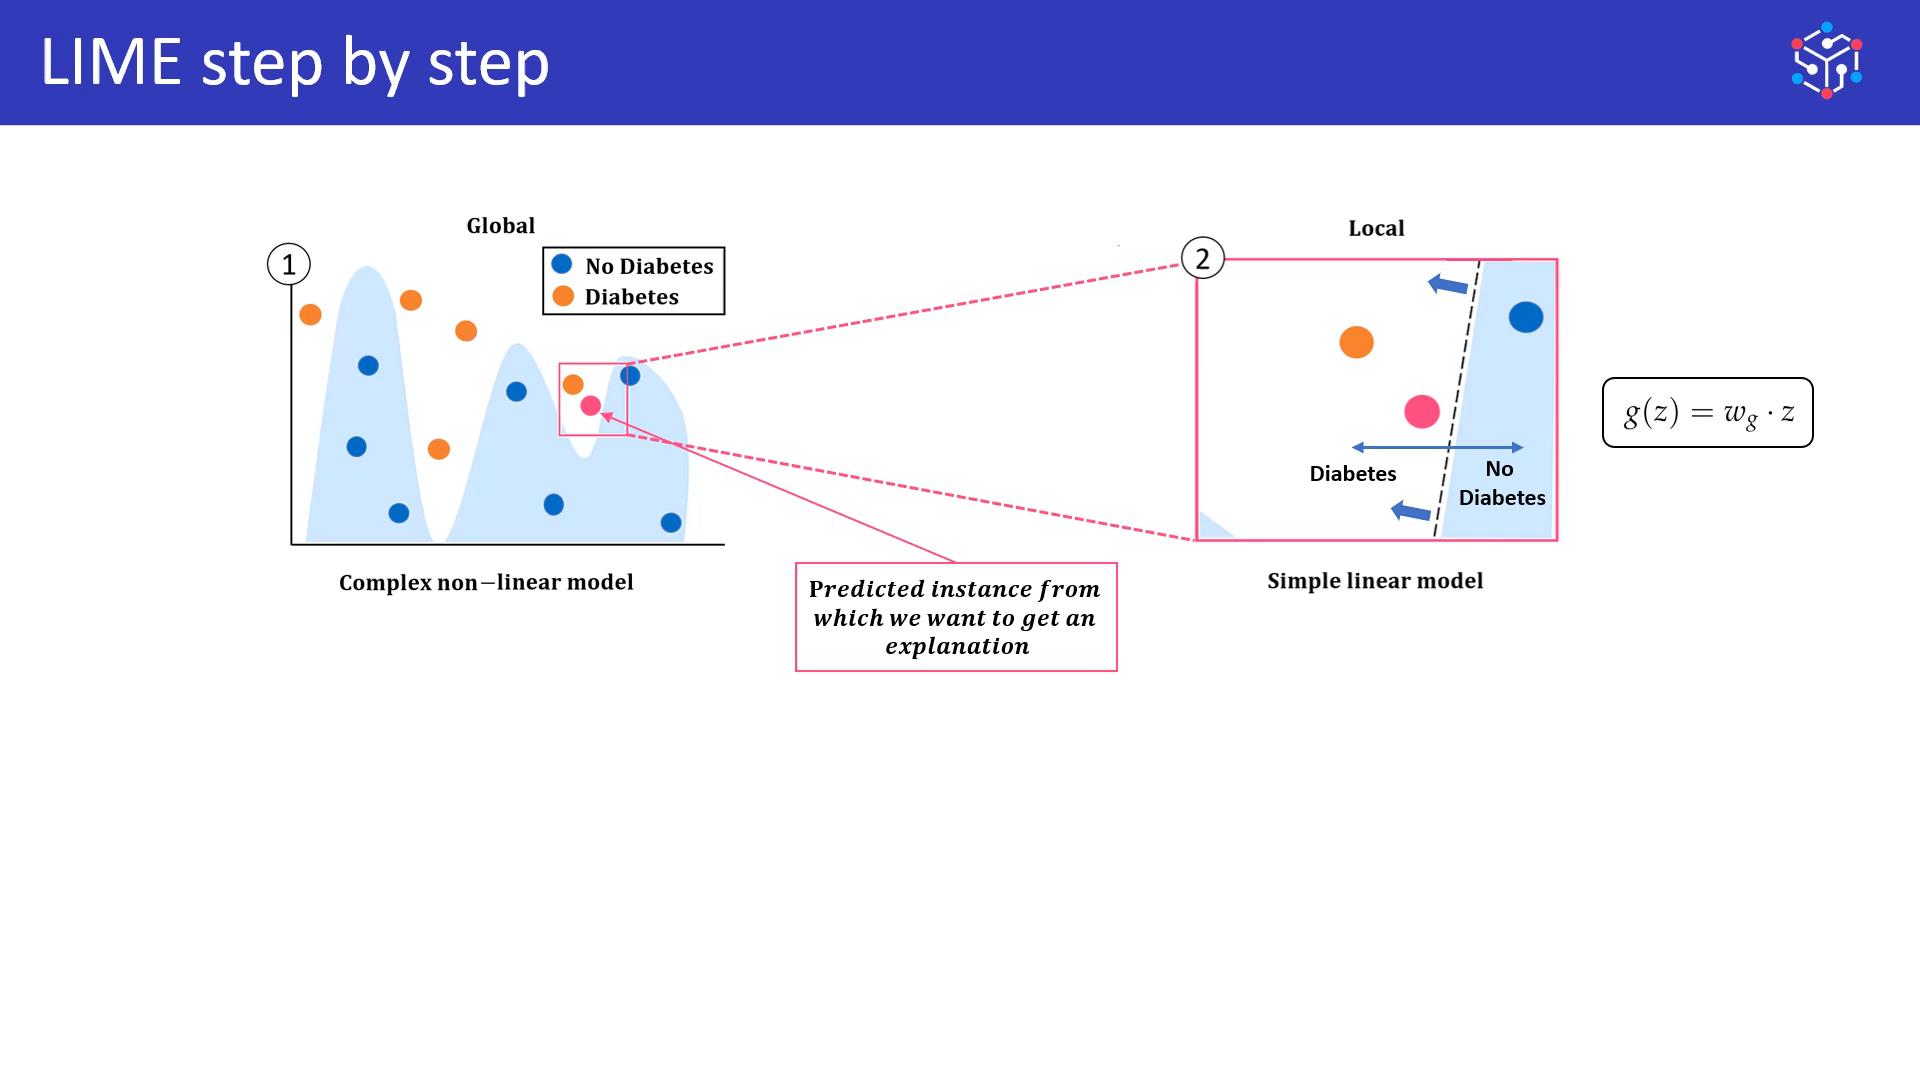 LIME step by step
Global
1
No Diabetes
Diabetes
Complex non−linear model
Predicted instance from
which we want to get an
explanation
Local
2
Diabetes
No
Diabetes
Simple linear model
g(z) = w_g · z